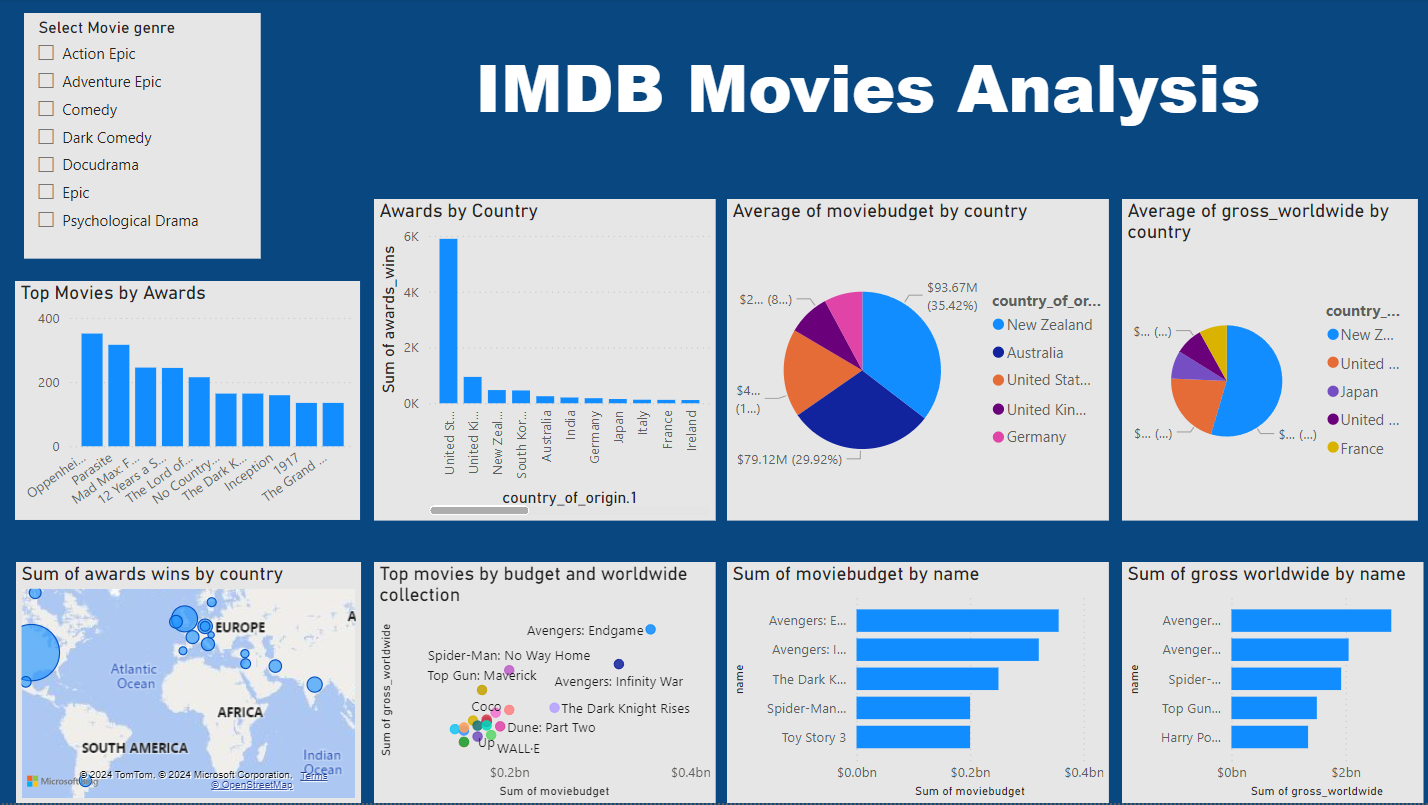 Select Movie genre
Action Epic
Adventure Epic
Comedy
Dark Comedy
Docudrama
Epic
Psychological Drama
IMDB Movies Analysis
Top Movies by Awards
400
200
0
Oppenhei...
Parasite
Mad Max: F...
12 Years a S...
The Lord of...
No Country...
The Dark K...
Inception
1917
The Grand ...
Awards by Country
Sum of awards_wins
6K
4K
2K
0K
United St...
United Ki...
New Zeal...
South Kor...
Australia
India
Germany
Japan
Italy
France
Ireland
country_of_origin.1
Average of moviebudget by country
$93.67M
(35.42%)
$79.12M (29.92%)
$4...
(1...)
$2... (8...)
country_of_or...
New Zealand
Australia
United Stat...
United Kin...
Germany
Average of gross_worldwide by
country
$... (...)
$... (...)
$... (...)
country_...
New Z...
United ...
Japan
United ...
France
Sum of awards wins by country
EUROPE
Atlantic
Ocean
AFRICA
SOUTH AMERICA
Indian
Ocean
A
Microsoft
© 2024 TomTom, © 2024 Microsoft Corporation, Terms
© OpenStreetMap
Top movies by budget and worldwide
collection
Sum of gross_worldwide
Avengers: Endgame
Spider-Man: No Way Home
Top Gun: Maverick
Avengers: Infinity War
Coco
The Dark Knight Rises
Dune: Part Two
Up
WALL·E
$0.2bn
$0.4bn
Sum of moviebudget
Sum of moviebudget by name
name
Avengers: E...
Avengers: I...
The Dark K...
Spider-Man...
Toy Story 3
$0.0bn
$0.2bn
$0.4bn
Sum of moviebudget
Sum of gross worldwide by name
name
Avenger...
Avenger...
Spider-...
Top Gun...
Harry Po...
$0bn
$2bn
Sum of gross_worldwide